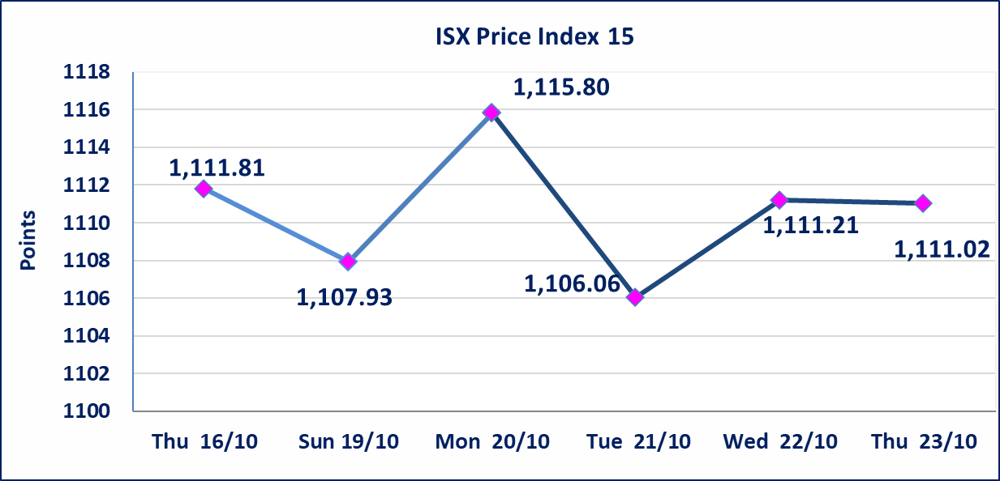 ISX Price Index 15
Points
1118
1116
1114
1112
1110
1108
1106
1104
1102
1100
1,111.81
1,107.93
1,115.80
1,106.06
1,111.21
1,111.02
Thu  16/10
Sun 19/10
Mon  20/10
Tue  21/10
Wed  22/10
Thu  23/10